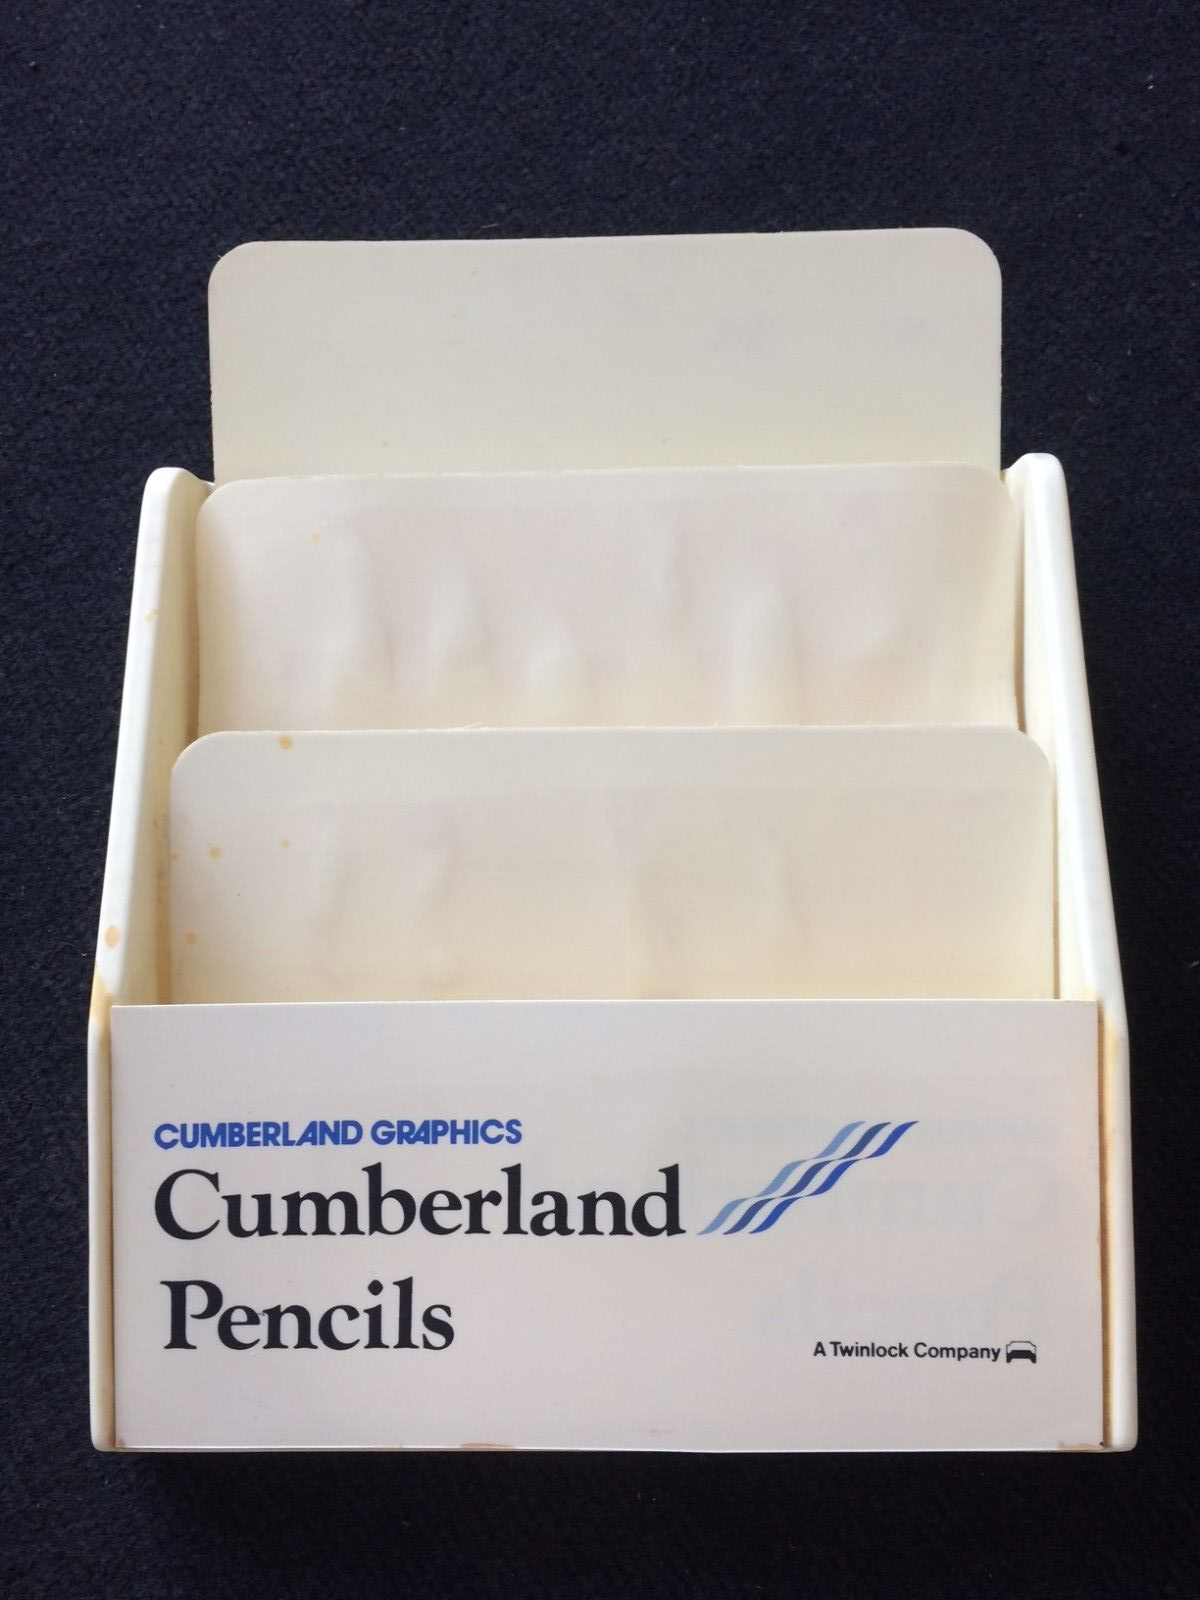 CUMBERLAND GRAPHICS
Cumberland
Pencils
A Twinlock Company